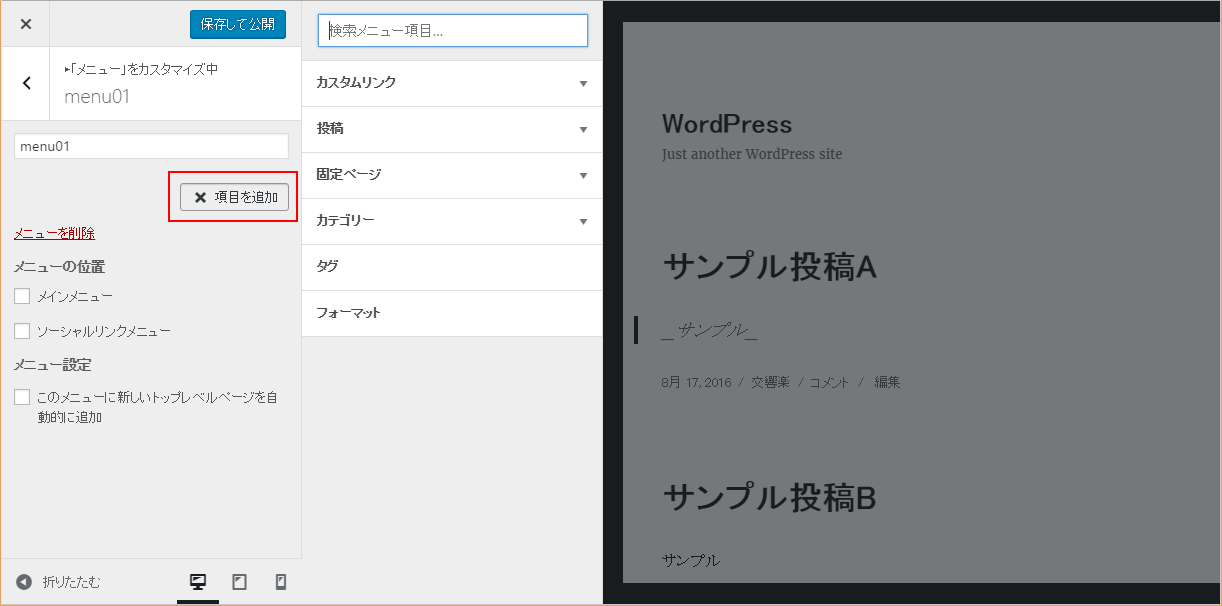 保存して公開
▸「メニュー」をカスタマイズ中
menu01
menu01
項目を追加
メニューを削除
メニューの位置
メインメニュー
ソーシャルリンクメニュー
メニュー設定
このメニューに新しいトップレベルページを自
動的に追加
折りたたむ
検索メニュー項目...
カスタムリンク
投稿
固定ページ
カテゴリー
タグ
フォーマット
WordPress
Just another WordPress site
サンプル投稿A
_サンプル_
8月 17, 2016 / 交響楽 / コメント / 編集
サンプル投稿B
サンプル